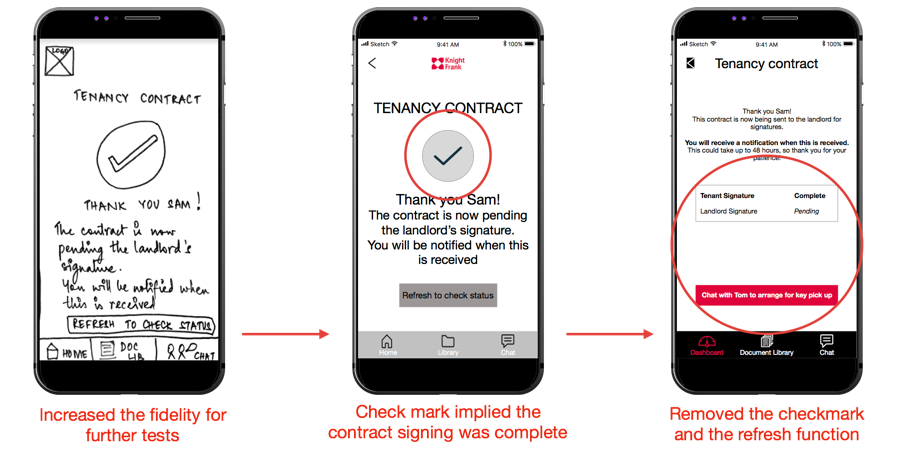 LOGO
TENANCY CONTRACT
THANK YOU SAM!
The contract is now
pending the landlord's
signature.
You will be notified when
this is received
REFRESH TO CHECK STATUS
HOME
DOC
LIB
CHAT
Increased the fidelity for
further tests
Sketch
9:41 AM
100%
Knight
Frank
TENANCY CONTRACT
Thank you Sam!
The contract is now pending
the landlord's signature.
You will be notified when this
is received
Refresh to check status
Home
Library
Chat
Check mark implied the
contract signing was complete
Sketch
9:41 AM
100%
Tenancy contract
Thank you Sam!
This contract is now being sent to the landlord for
signatures.
You will receive a notification when this is received.
This could take up to 48 hours, so thank you for your
patience.
Tenant Signature Complete
Landlord Signature Pending
Chat with Tom to arrange for key pick up
Dashboard
Document Library
Chat
Removed the checkmark
and the refresh function